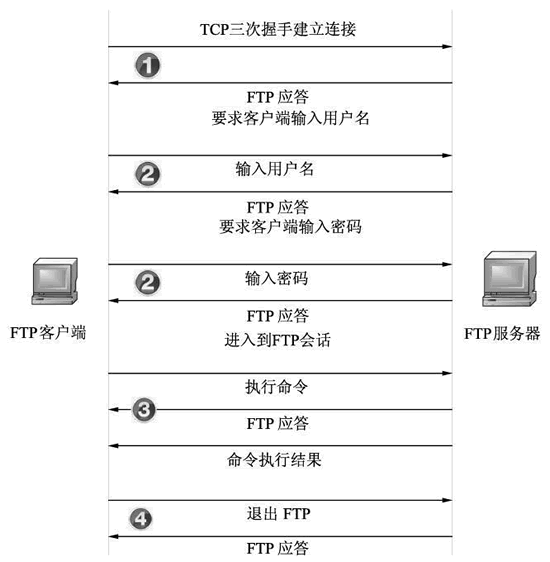 TCP三次握手建立连接
1
FTP 应答
要求客户端输入用户名
2
输入用户名
FTP 应答
要求客户端输入密码
2
输入密码
FTP 应答
进入到FTP会话
FTP客户端
FTP服务器
执行命令
3
FTP 应答
命令执行结果
4
退出 FTP
FTP 应答